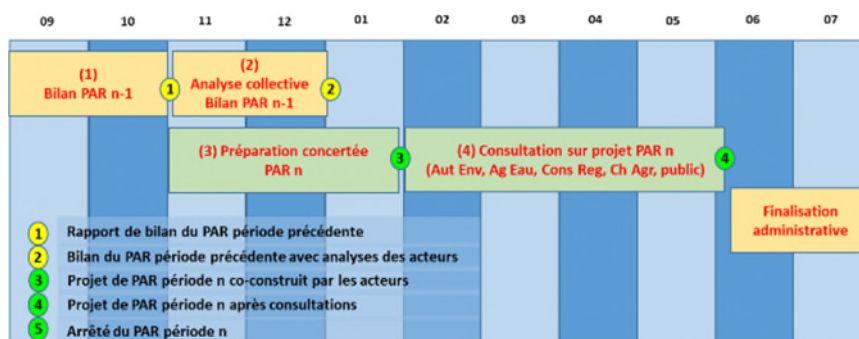 09 10 11 12 01 02 03 04 05 06 07
(1)
Bilan PAR n-1
1
(2)
Analyse collective
Bilan PAR n-1
2
(3) Préparation concertée
PAR n
3
(4) Consultation sur projet PAR n
(Aut Env, Ag Eau, Cons Reg, Ch Agr, public)
4
Finalisation
administrative
1 Rapport de bilan du PAR période précédente
2 Bilan du PAR période précédente avec analyses des acteurs
3 Projet de PAR période n co-construit par les acteurs
4 Projet de PAR période n après consultations
5 Arrêté du PAR période n